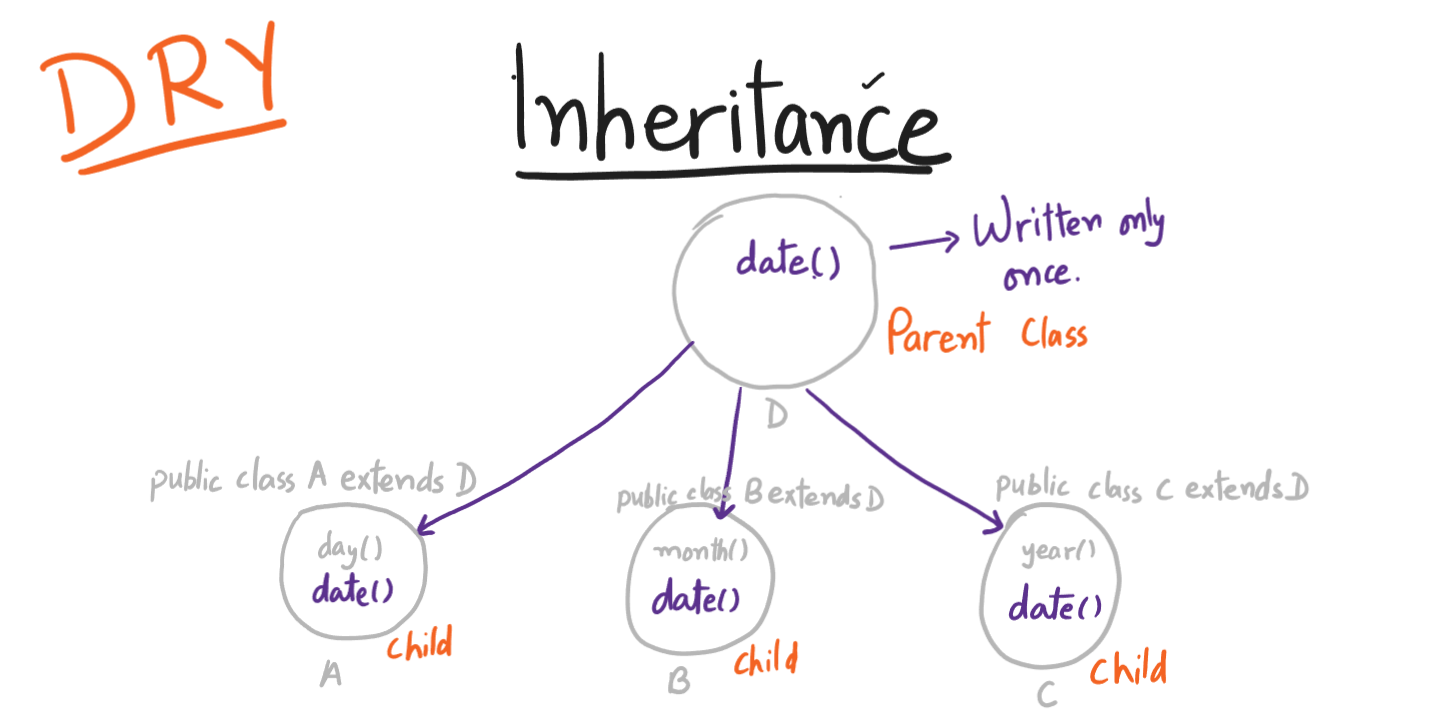 DRY
Inheritance
date()
Written only
once.
Parent Class
D
public class A extends D
day()
date()
child
A
public class B extends D
month()
date()
child
B
public class C extends D
year()
date()
child
C